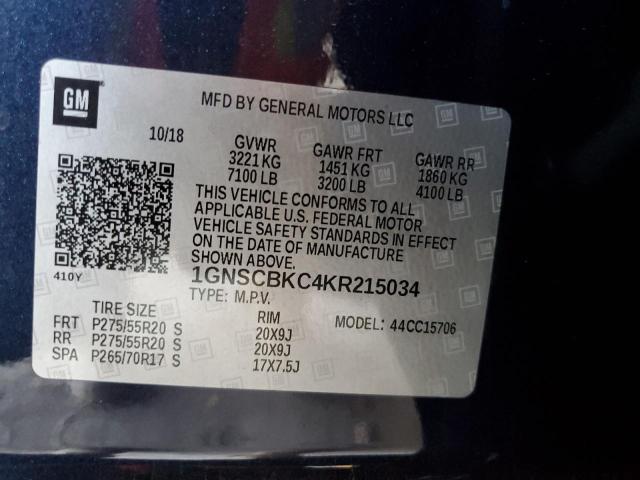 GM
MFD BY GENERAL MOTORS LLC
10/18
GVWR GAWR FRT GAWR RR
3221 KG 1451 KG 1860 KG
7100 LB 3200 LB 4100 LB
THIS VEHICLE CONFORMS TO ALL
APPLICABLE U.S. FEDERAL MOTOR
VEHICLE SAFETY STANDARDS IN EFFECT
ON THE DATE OF MANUFACTURE
SHOWN ABOVE.
410Y
1GNSCBKC4KR215034
TYPE: M.P.V.
TIRE SIZE RIM MODEL: 44CC15706
FRT P275/55R20 S 20X9J
RR P275/55R20 S 20X9J
SPA P265/70R17 S 17X7.5J